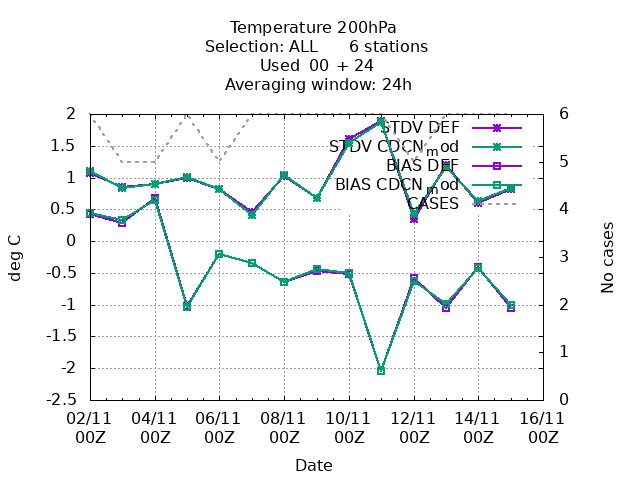 Temperature 200hPa
Selection: ALL 6 stations
Used 00 + 24
Averaging window: 24h
2
1.5
1
0.5
0
-0.5
-1
-1.5
-2
-2.5
deg C
6
5
4
3
2
1
0
No cases
STDV DEF
STDV CDCN_mod
BIAS DEF
BIAS CDCN_mod
CASES
02/11 04/11 06/11 08/11 10/11 12/11 14/11 16/11
00Z 00Z 00Z 00Z 00Z 00Z 00Z 00Z
Date